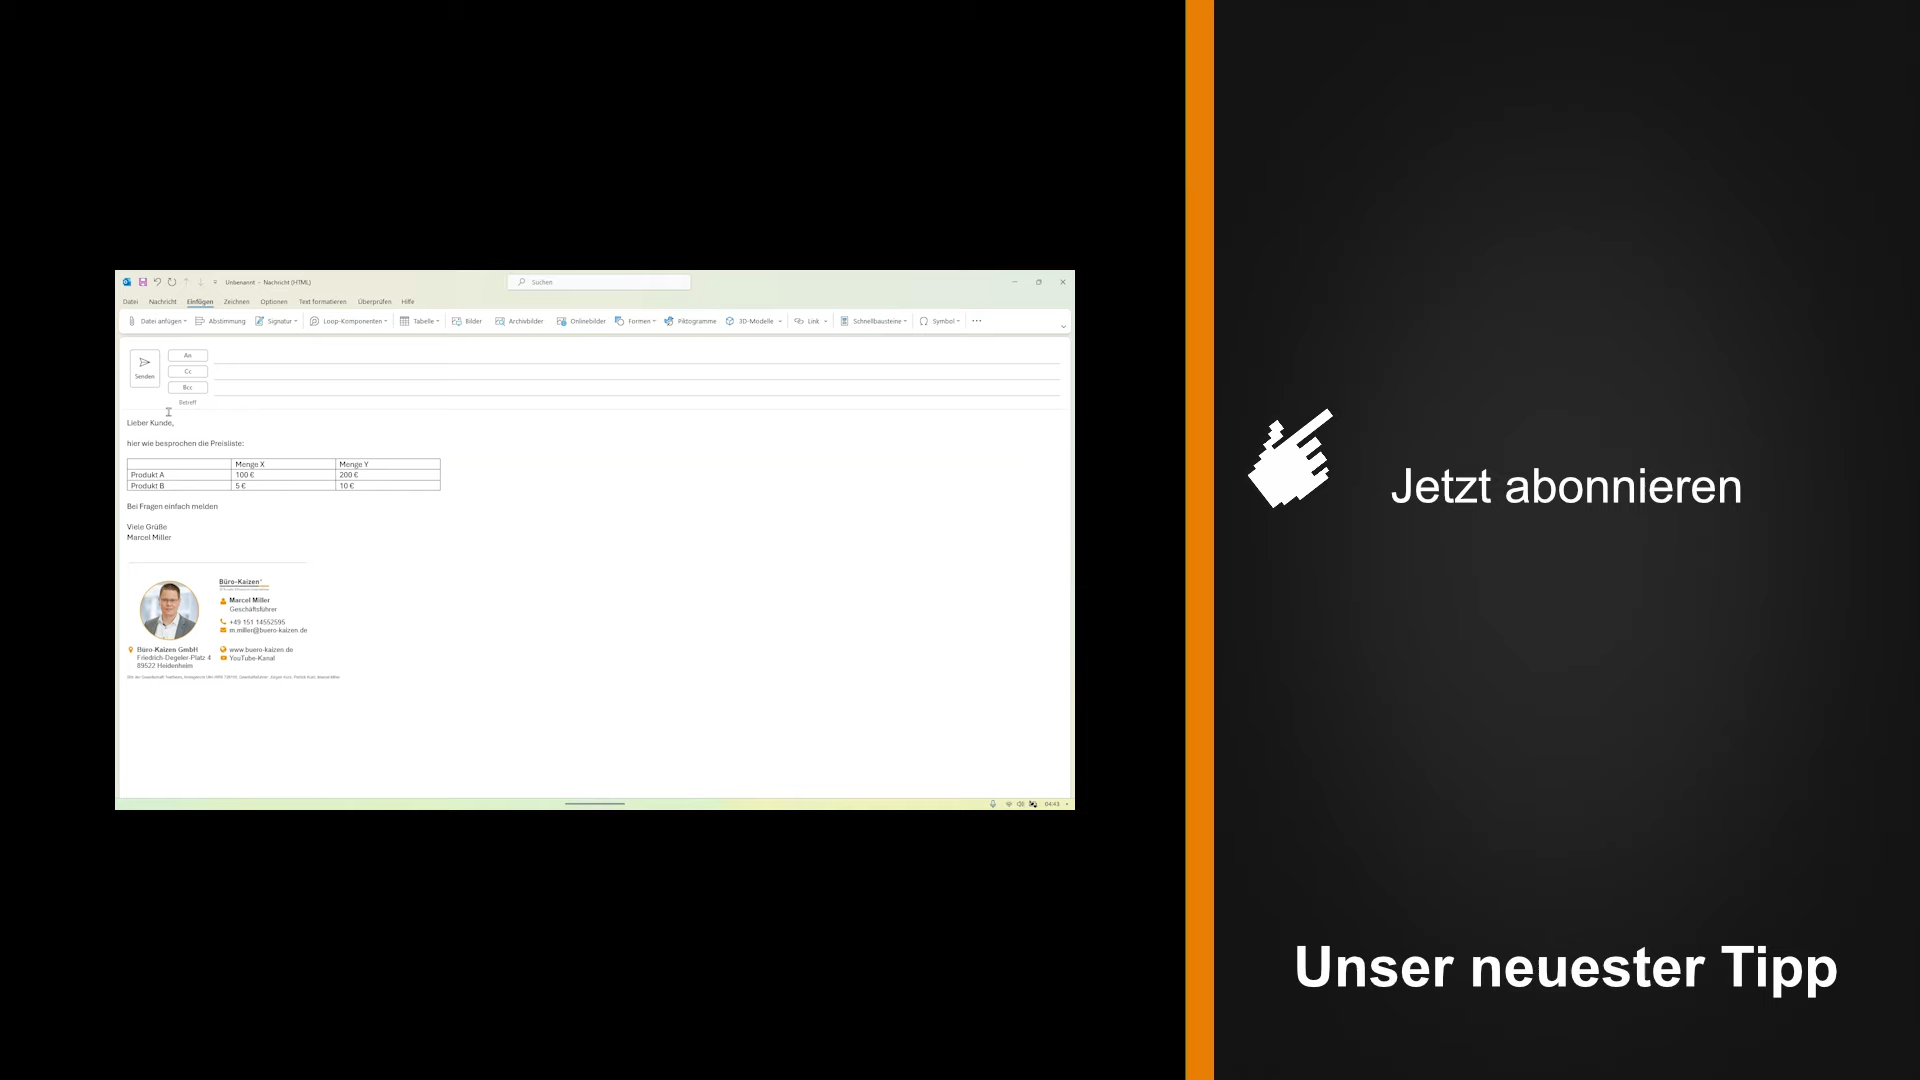 Unbenannt - Nachricht (HTML)
Suchen
Datei Nachricht Einfügen Zeichnen Optionen Text formatieren Überprüfen Hilfe
Datei anfügen Abstimmung Signatur Loop-Komponenten Tabelle Bilder Archivbilder Onlinebilder Formen Piktogramme 3D-Modelle Link Schnellbausteine Symbol
Senden
An
Cc
Bcc
Betreff
Lieber Kunde,
hier wie besprochen die Preisliste:
Menge X Menge Y
Produkt A 100 € 200 €
Produkt B 5 € 10 €
Bei Fragen einfach melden
Viele Grüße
Marcel Miller
Büro-Kaizen
Marcel Miller
Geschäftsführer
+49 151 14552595
m.miller@buero-kaizen.de
Büro-Kaizen GmbH
Friedrich-Degeler-Platz 4
89522 Heidenheim
www.buero-kaizen.de
YouTube-Kanal
04:43
Jetzt abonnieren
Unser neuester Tipp